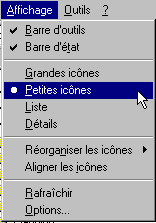 Affichage Outils ?
Barre d'outils
Barre d'état
Grandes icônes
Petites icônes
Liste
Détails
Réorganiser les icônes
Aligner les icônes
Rafraîchir
Options...